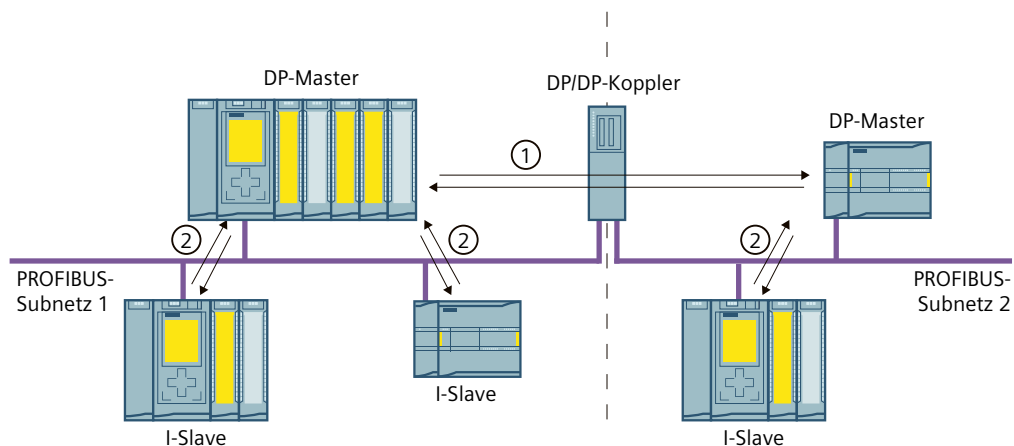 DP-Master
DP/DP-Koppler
DP-Master
1
2
2
2
PROFIBUS-
Subnetz 1
PROFIBUS-
Subnetz 2
I-Slave
I-Slave
I-Slave